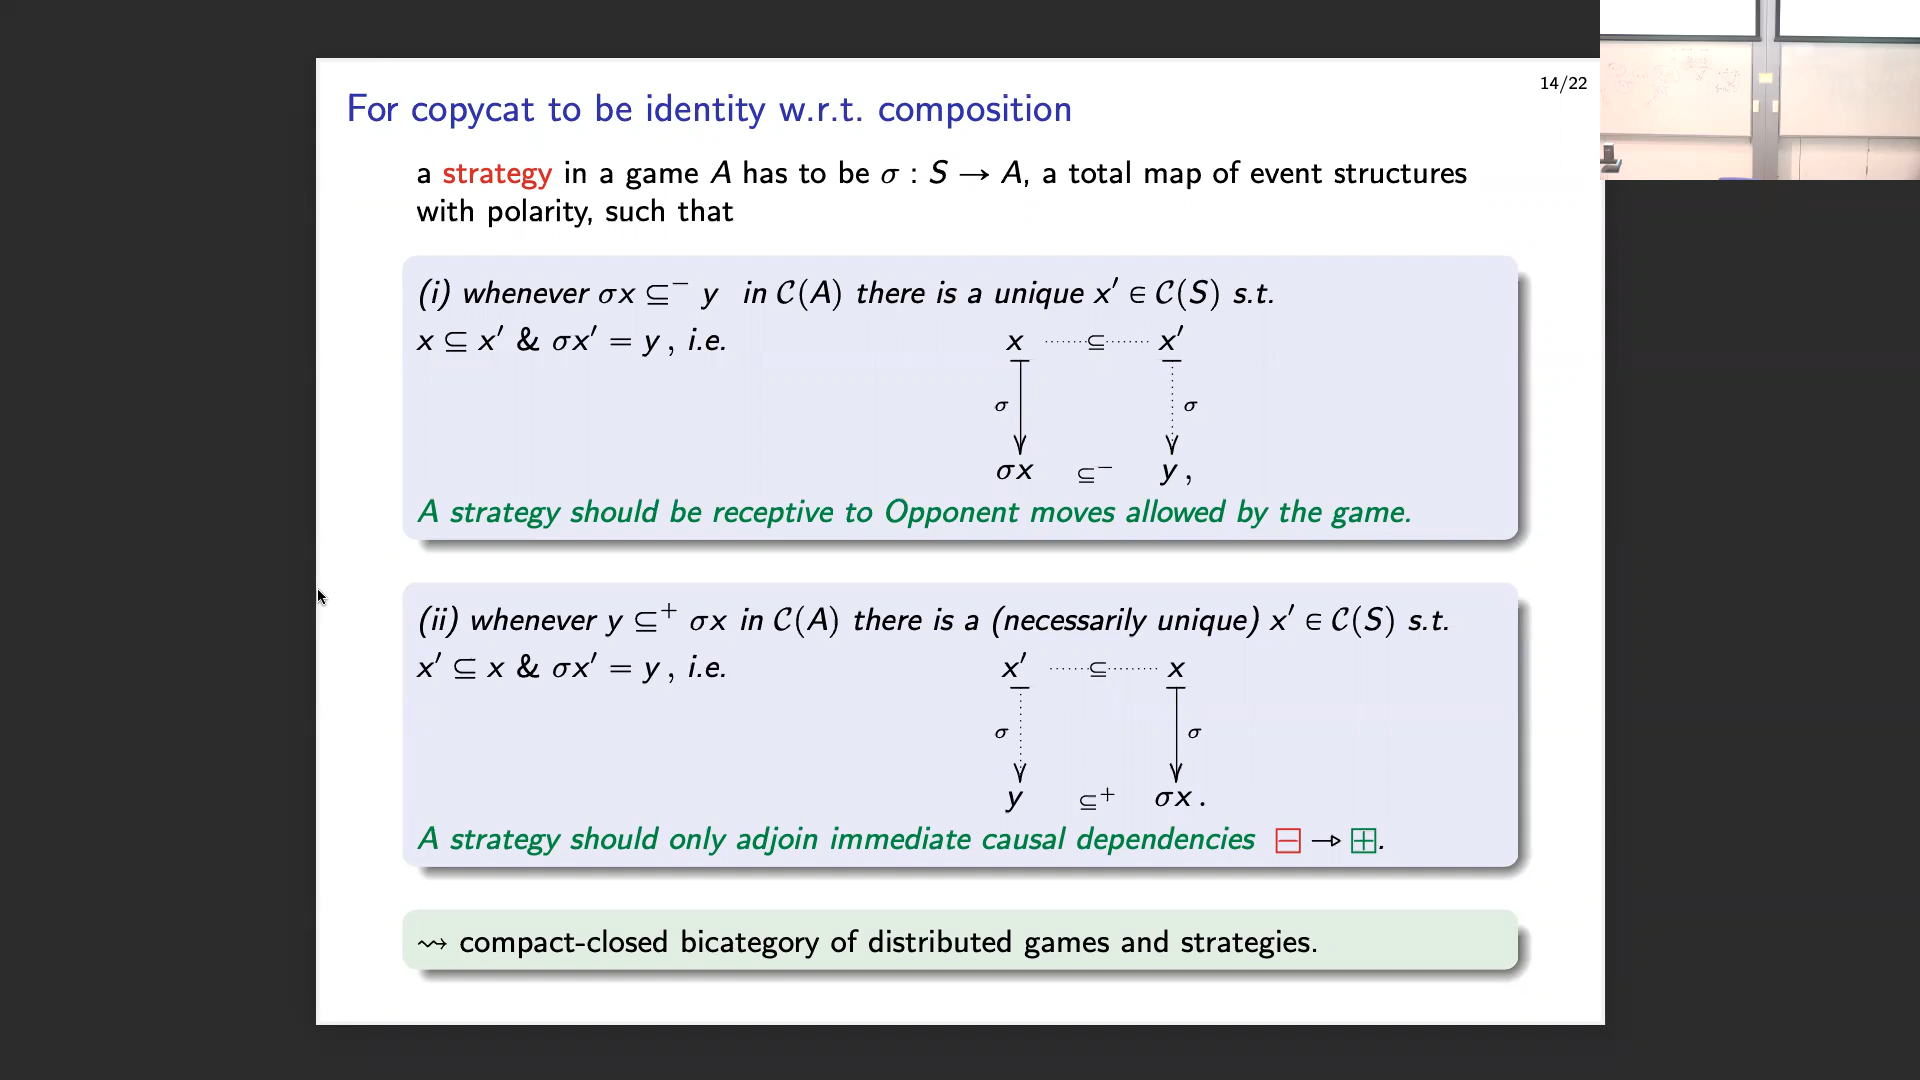 14/22
For copycat to be identity w.r.t. composition
a strategy in a game A has to be σ : S → A, a total map of event structures
with polarity, such that
(i) whenever σx ⊆⁻ y in 𝒞(A) there is a unique x′ ∈ 𝒞(S) s.t.
x ⊆ x′ & σx′ = y , i.e.
x ⊆ x′
σ σ
σx ⊆⁻ y ,
A strategy should be receptive to Opponent moves allowed by the game.
(ii) whenever y ⊆⁺ σx in 𝒞(A) there is a (necessarily unique) x′ ∈ 𝒞(S) s.t.
x′ ⊆ x & σx′ = y , i.e.
x′ ⊆ x
σ σ
y ⊆⁺ σx .
A strategy should only adjoin immediate causal dependencies ⊟ ⇾ ⊞.
⇝ compact-closed bicategory of distributed games and strategies.